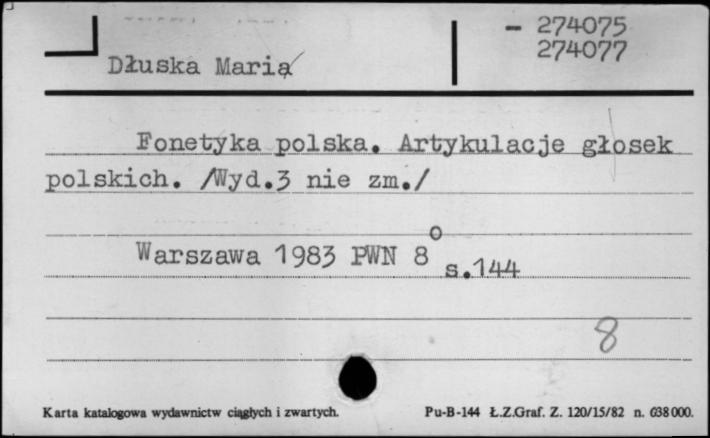 - 274075
274077
Dłuska Maria
Fonetyka polska. Artykulacje głosek
polskich. /Wyd.3 nie zm./
Warszawa 1983 PWN 8° s.144
8
Karta katalogowa wydawnictw ciągłych i zwartych.
Pu-B-144 Ł.Z.Graf. Z. 120/15/82 n. 638000.